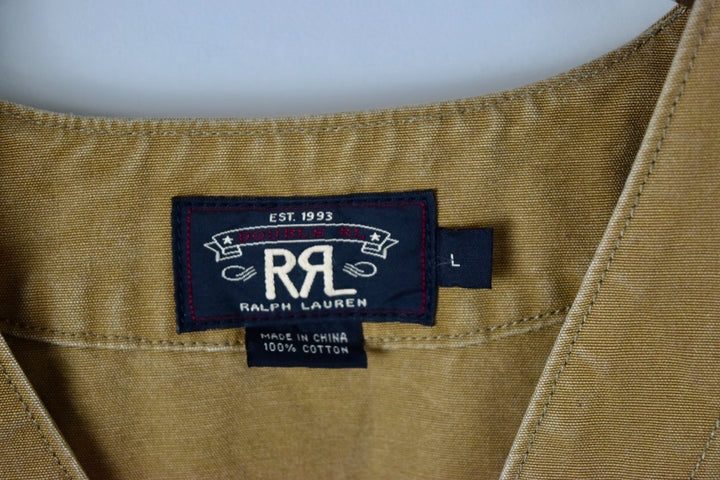 EST. 1993
DOUBLE RL
RRL
RALPH LAUREN
L
MADE IN CHINA
100% COTTON